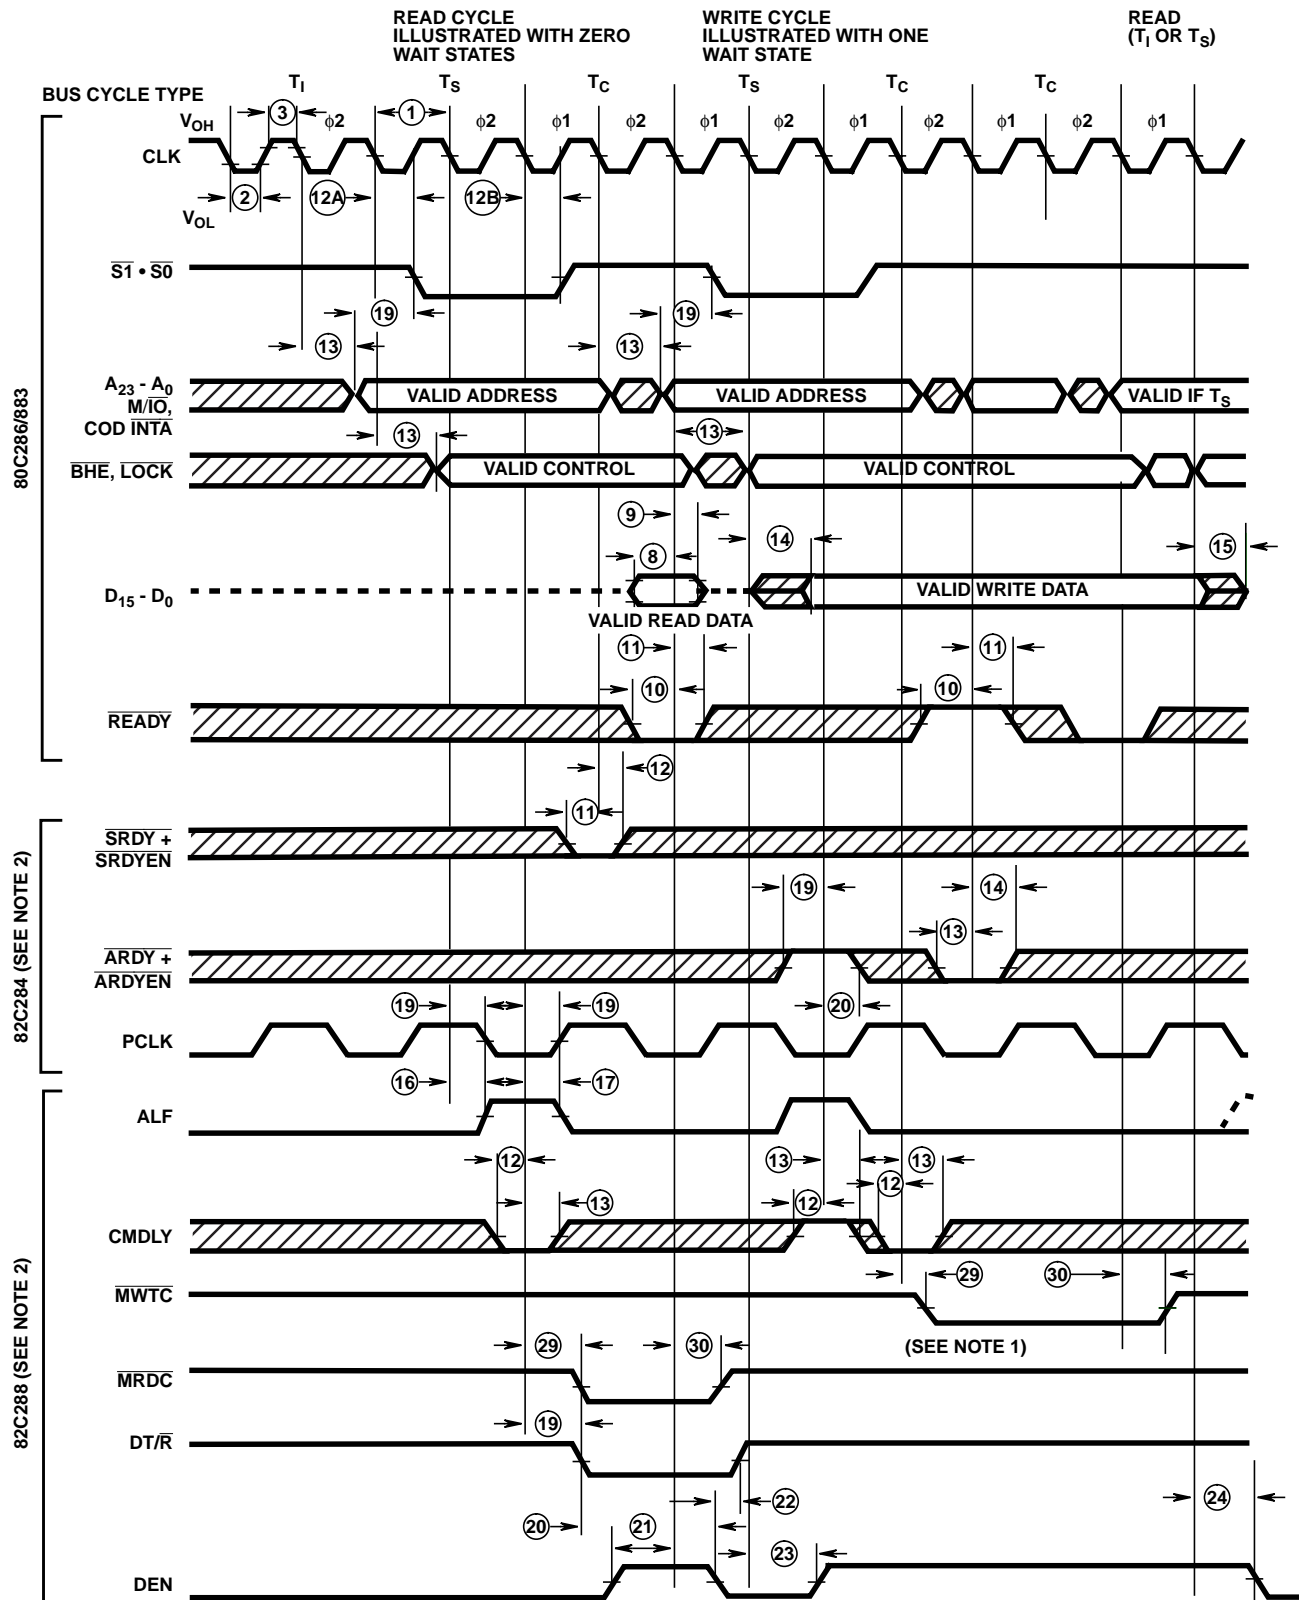 READ CYCLE
ILLUSTRATED WITH ZERO
WAIT STATES
WRITE CYCLE
ILLUSTRATED WITH ONE
WAIT STATE
READ
(TI OR TS)
BUS CYCLE TYPE
TI
TS
TC
TS
TC
TC
VOH
3
ϕ2
1
ϕ2
ϕ1
ϕ2
ϕ1
ϕ2
ϕ1
ϕ2
ϕ1
ϕ2
ϕ1
CLK
2
12A
12B
VOL
S1 • S0
19
19
13
13
A23 - A0
M/IO,
COD INTA
VALID ADDRESS
VALID ADDRESS
VALID IF TS
13
13
BHE, LOCK
VALID CONTROL
VALID CONTROL
9
14
15
8
D15 - D0
VALID WRITE DATA
VALID READ DATA
11
11
10
10
READY
12
11
SRDY +
SRDYEN
19
14
13
ARDY +
ARDYEN
19
19
20
PCLK
16
17
ALF
12
13
13
12
13
12
CMDLY
29
30
MWTC
29
30
(SEE NOTE 1)
MRDC
19
DT/R
22
24
20
21
23
DEN
80C286/883
82C284 (SEE NOTE 2)
82C288 (SEE NOTE 2)